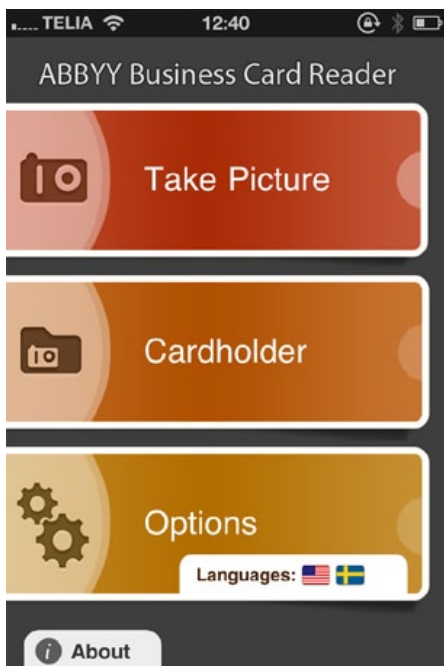 TELIA 12:40
ABBYY Business Card Reader
Take Picture
Cardholder
Options
Languages:
About